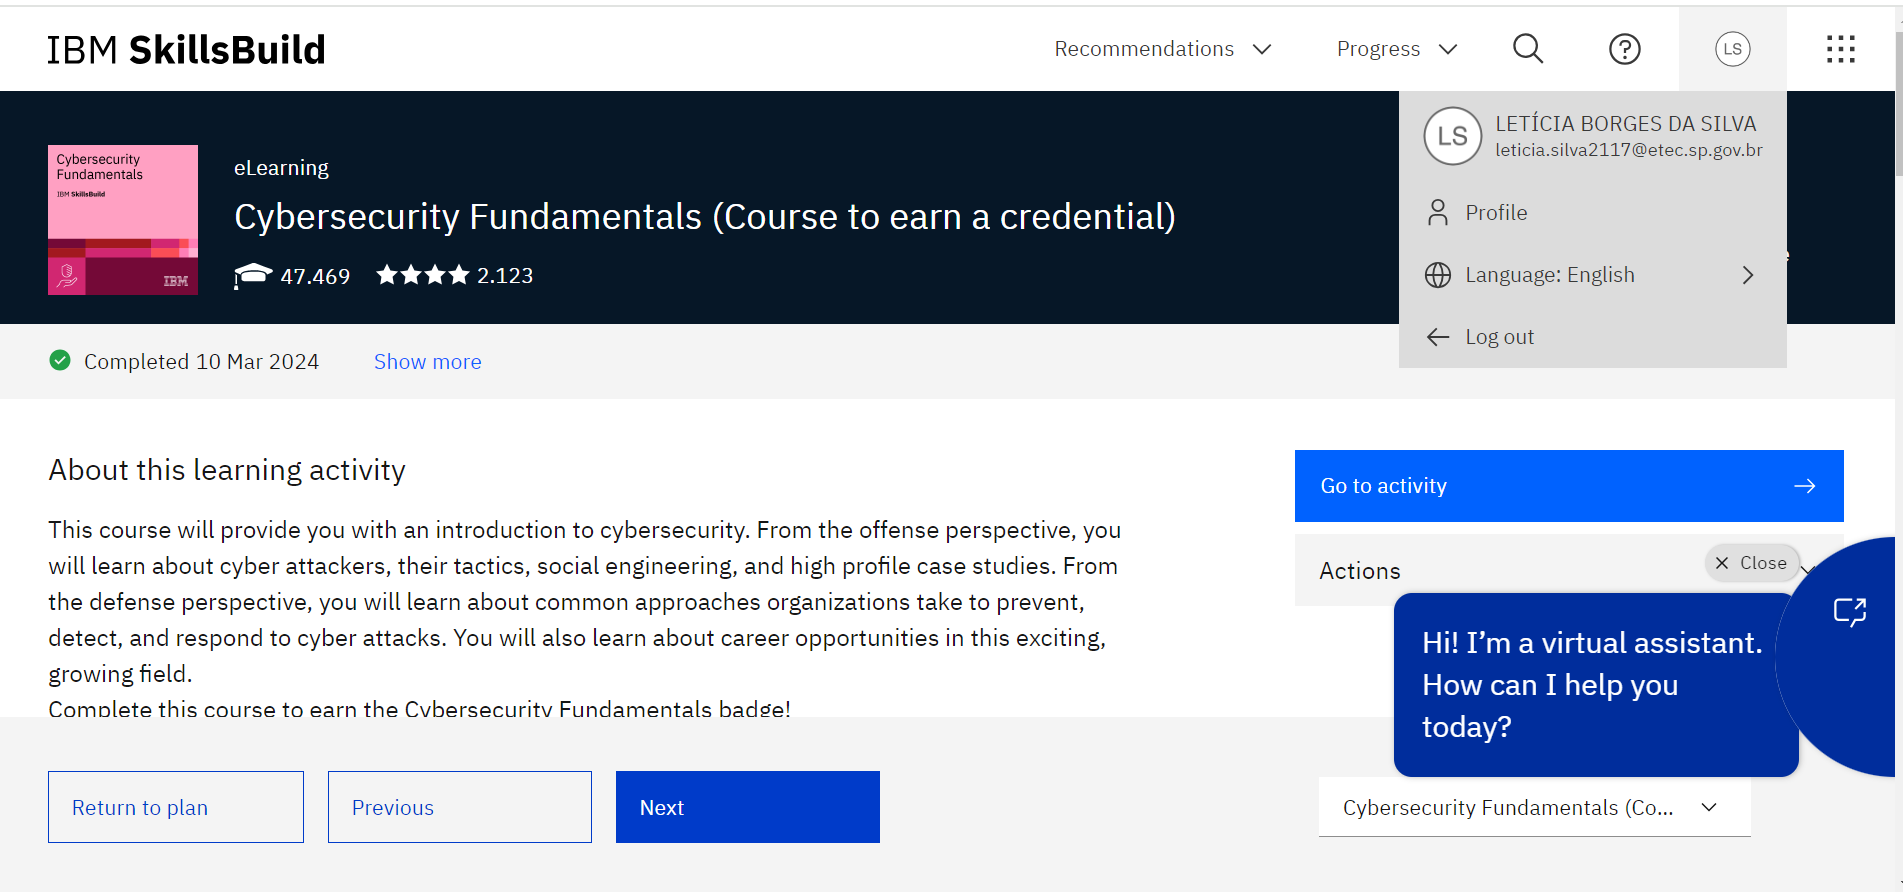 IBM SkillsBuild
Recommendations
Progress
LS
LS
LETÍCIA BORGES DA SILVA
leticia.silva2117@etec.sp.gov.br
Profile
Language: English
Log out
Cybersecurity
Fundamentals
IBM SkillsBuild
IBM
eLearning
Cybersecurity Fundamentals (Course to earn a credential)
47.469
2.123
Completed 10 Mar 2024
Show more
About this learning activity
This course will provide you with an introduction to cybersecurity. From the offense perspective, you
will learn about cyber attackers, their tactics, social engineering, and high profile case studies. From
the defense perspective, you will learn about common approaches organizations take to prevent,
detect, and respond to cyber attacks. You will also learn about career opportunities in this exciting,
growing field.
Complete this course to earn the Cybersecurity Fundamentals badge!
Go to activity
Actions
Close
Hi! I'm a virtual assistant.
How can I help you
today?
Return to plan
Previous
Next
Cybersecurity Fundamentals (Co...